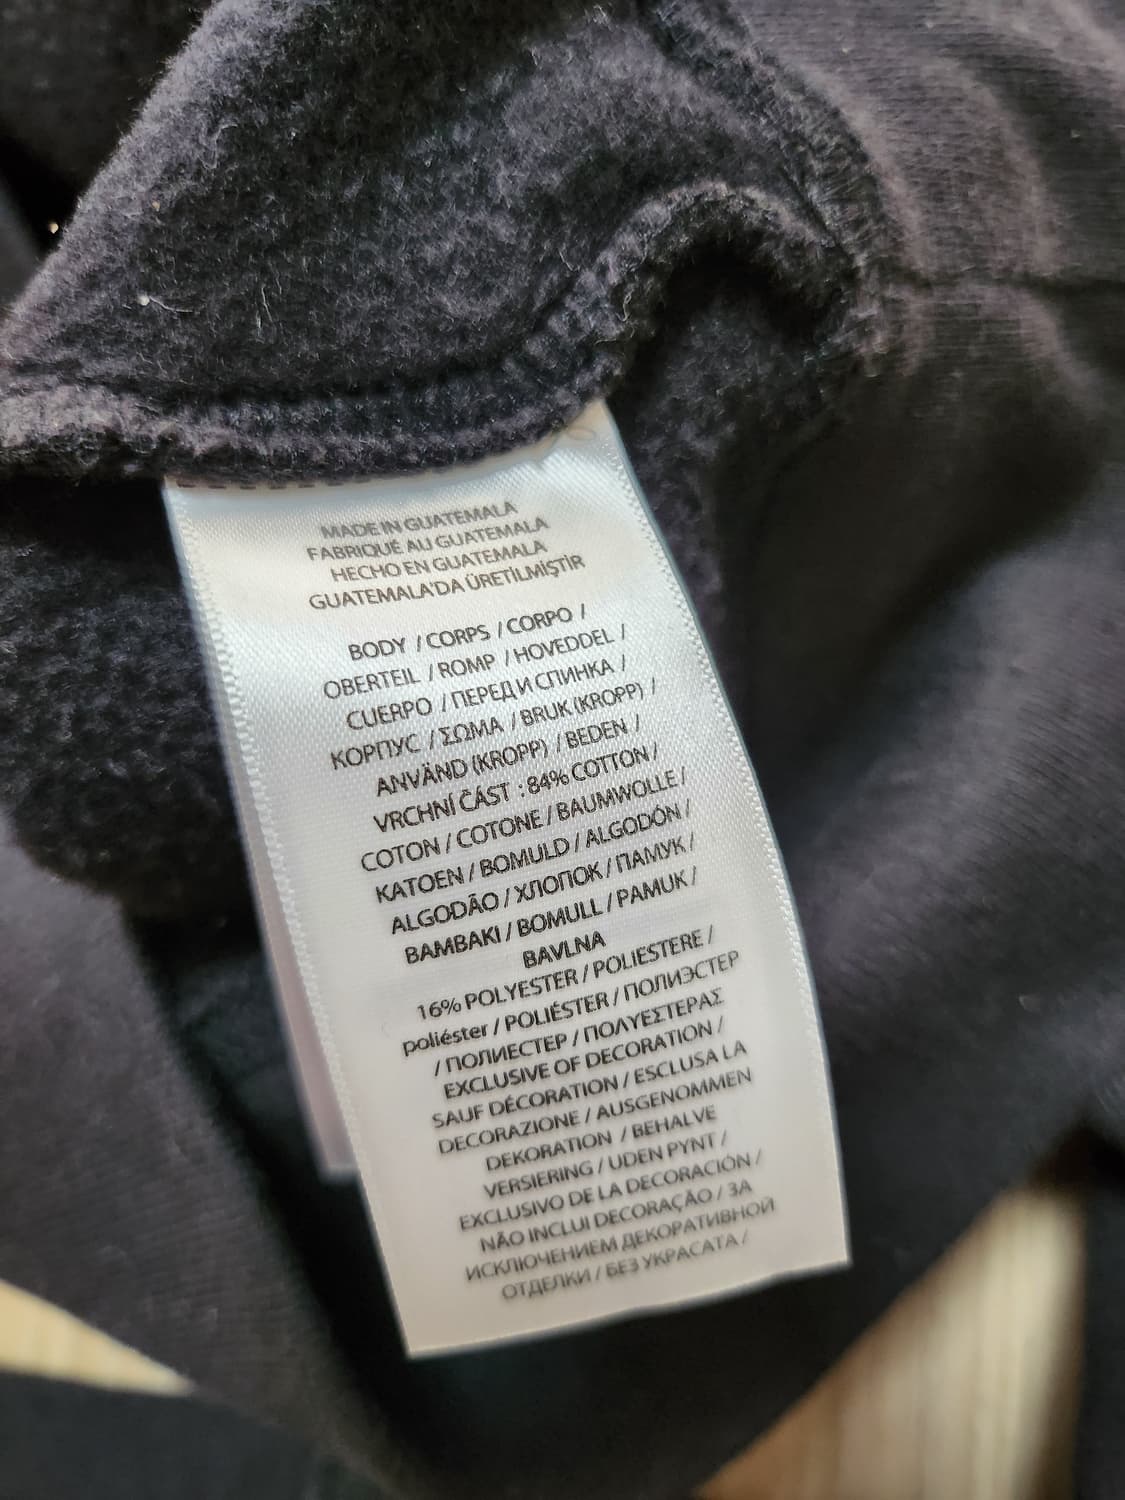 MADE IN GUATEMALA
FABRIQUÉ AU GUATEMALA
HECHO EN GUATEMALA
GUATEMALA'DA ÜRETİLMİŞTİR
BODY / CORPS / CORPO /
OBERTEIL / ROMP / HOVEDDEL /
CUERPO / ПЕРЕД И СПИНКА /
КОРПУС / ΣΩΜΑ / BRUK (KROPP) /
ANVÄND (KROPP) / BEDEN /
VRCHNÍ ČÁST : 84% COTTON /
COTON / COTONE / BAUMWOLLE /
KATOEN / BOMULD / ALGODÓN /
ALGODÃO / ХЛОПОК / ПАМУК /
BAMBAKI / BOMULL / PAMUK /
BAVLNA
16% POLYESTER / POLIESTERE /
poliéster / POLIÉSTER / ПОЛИЭСТЕР
/ ПОЛИЕСТЕР / ΠΟΛΥΕΣΤΕΡΑΣ
EXCLUSIVE OF DECORATION /
SAUF DÉCORATION / ESCLUSA LA
DECORAZIONE / AUSGENOMMEN
DEKORATION / BEHALVE
VERSIERING / UDEN PYNT /
EXCLUSIVO DE LA DECORACIÓN /
NÃO INCLUI DECORAÇÃO / ЗА
ИСКЛЮЧЕНИЕМ ДЕКОРАТИВНОЙ
ОТДЕЛКИ / БЕЗ УКРАСАТА /